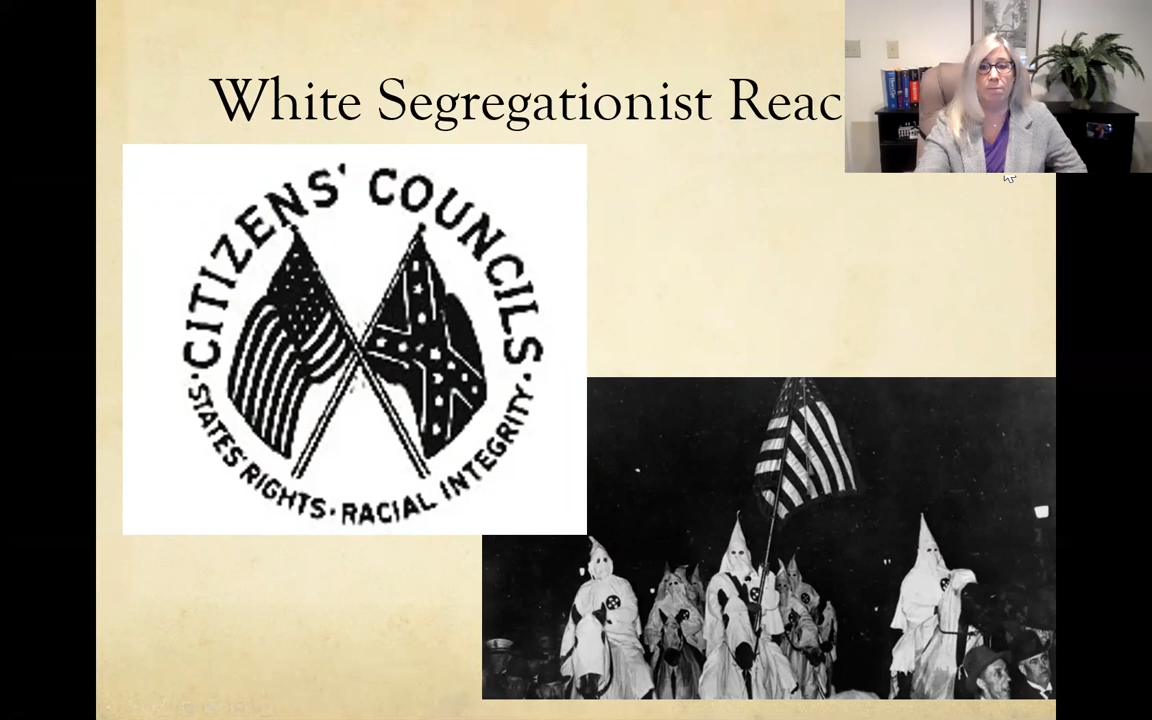 White Segregationist Reac
CITIZENS' COUNCILS
STATES' RIGHTS · RACIAL INTEGRITY